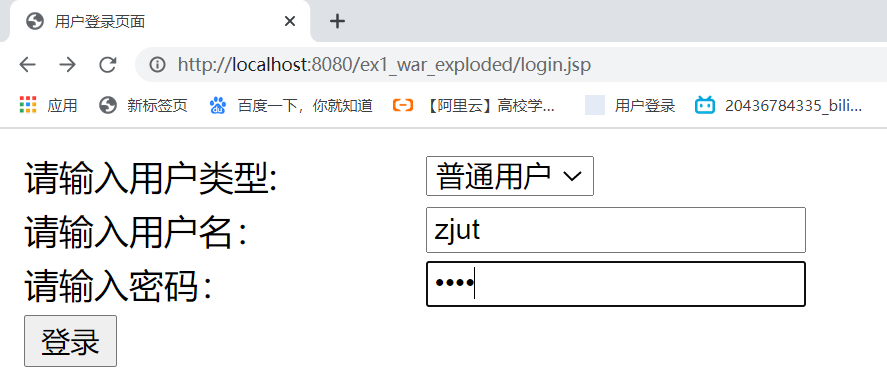 用户登录页面
http://localhost:8080/ex1_war_exploded/login.jsp
应用 新标签页 百度一下，你就知道 【阿里云】高校学... 用户登录 20436784335_bili...
请输入用户类型: 普通用户
请输入用户名： zjut
请输入密码： ••••
登录